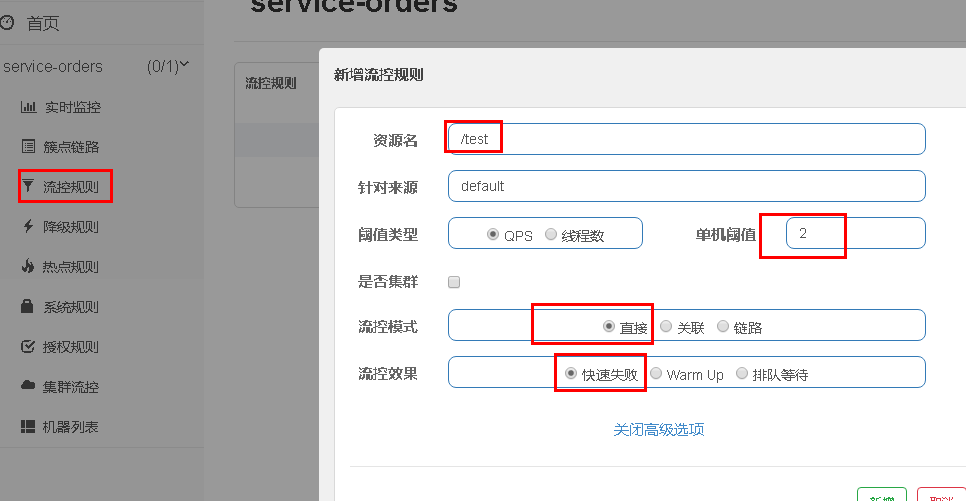 service-orders
首页
service-orders (0/1)
实时监控
簇点链路
流控规则
降级规则
热点规则
系统规则
授权规则
集群流控
机器列表
流控规则
新增流控规则
资源名 /test
针对来源 default
阈值类型 QPS 线程数 单机阈值 2
是否集群
流控模式 直接 关联 链路
流控效果 快速失败 Warm Up 排队等待
关闭高级选项
新增 取消